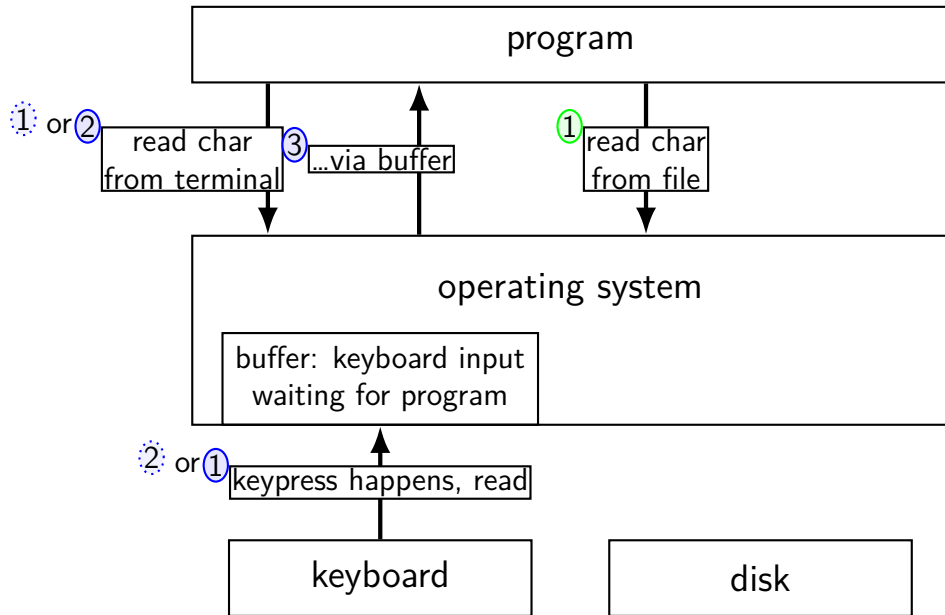 program
1 or 2
read char
from terminal
3
...via buffer
1
read char
from file
operating system
buffer: keyboard input
waiting for program
2 or 1
keypress happens, read
keyboard
disk